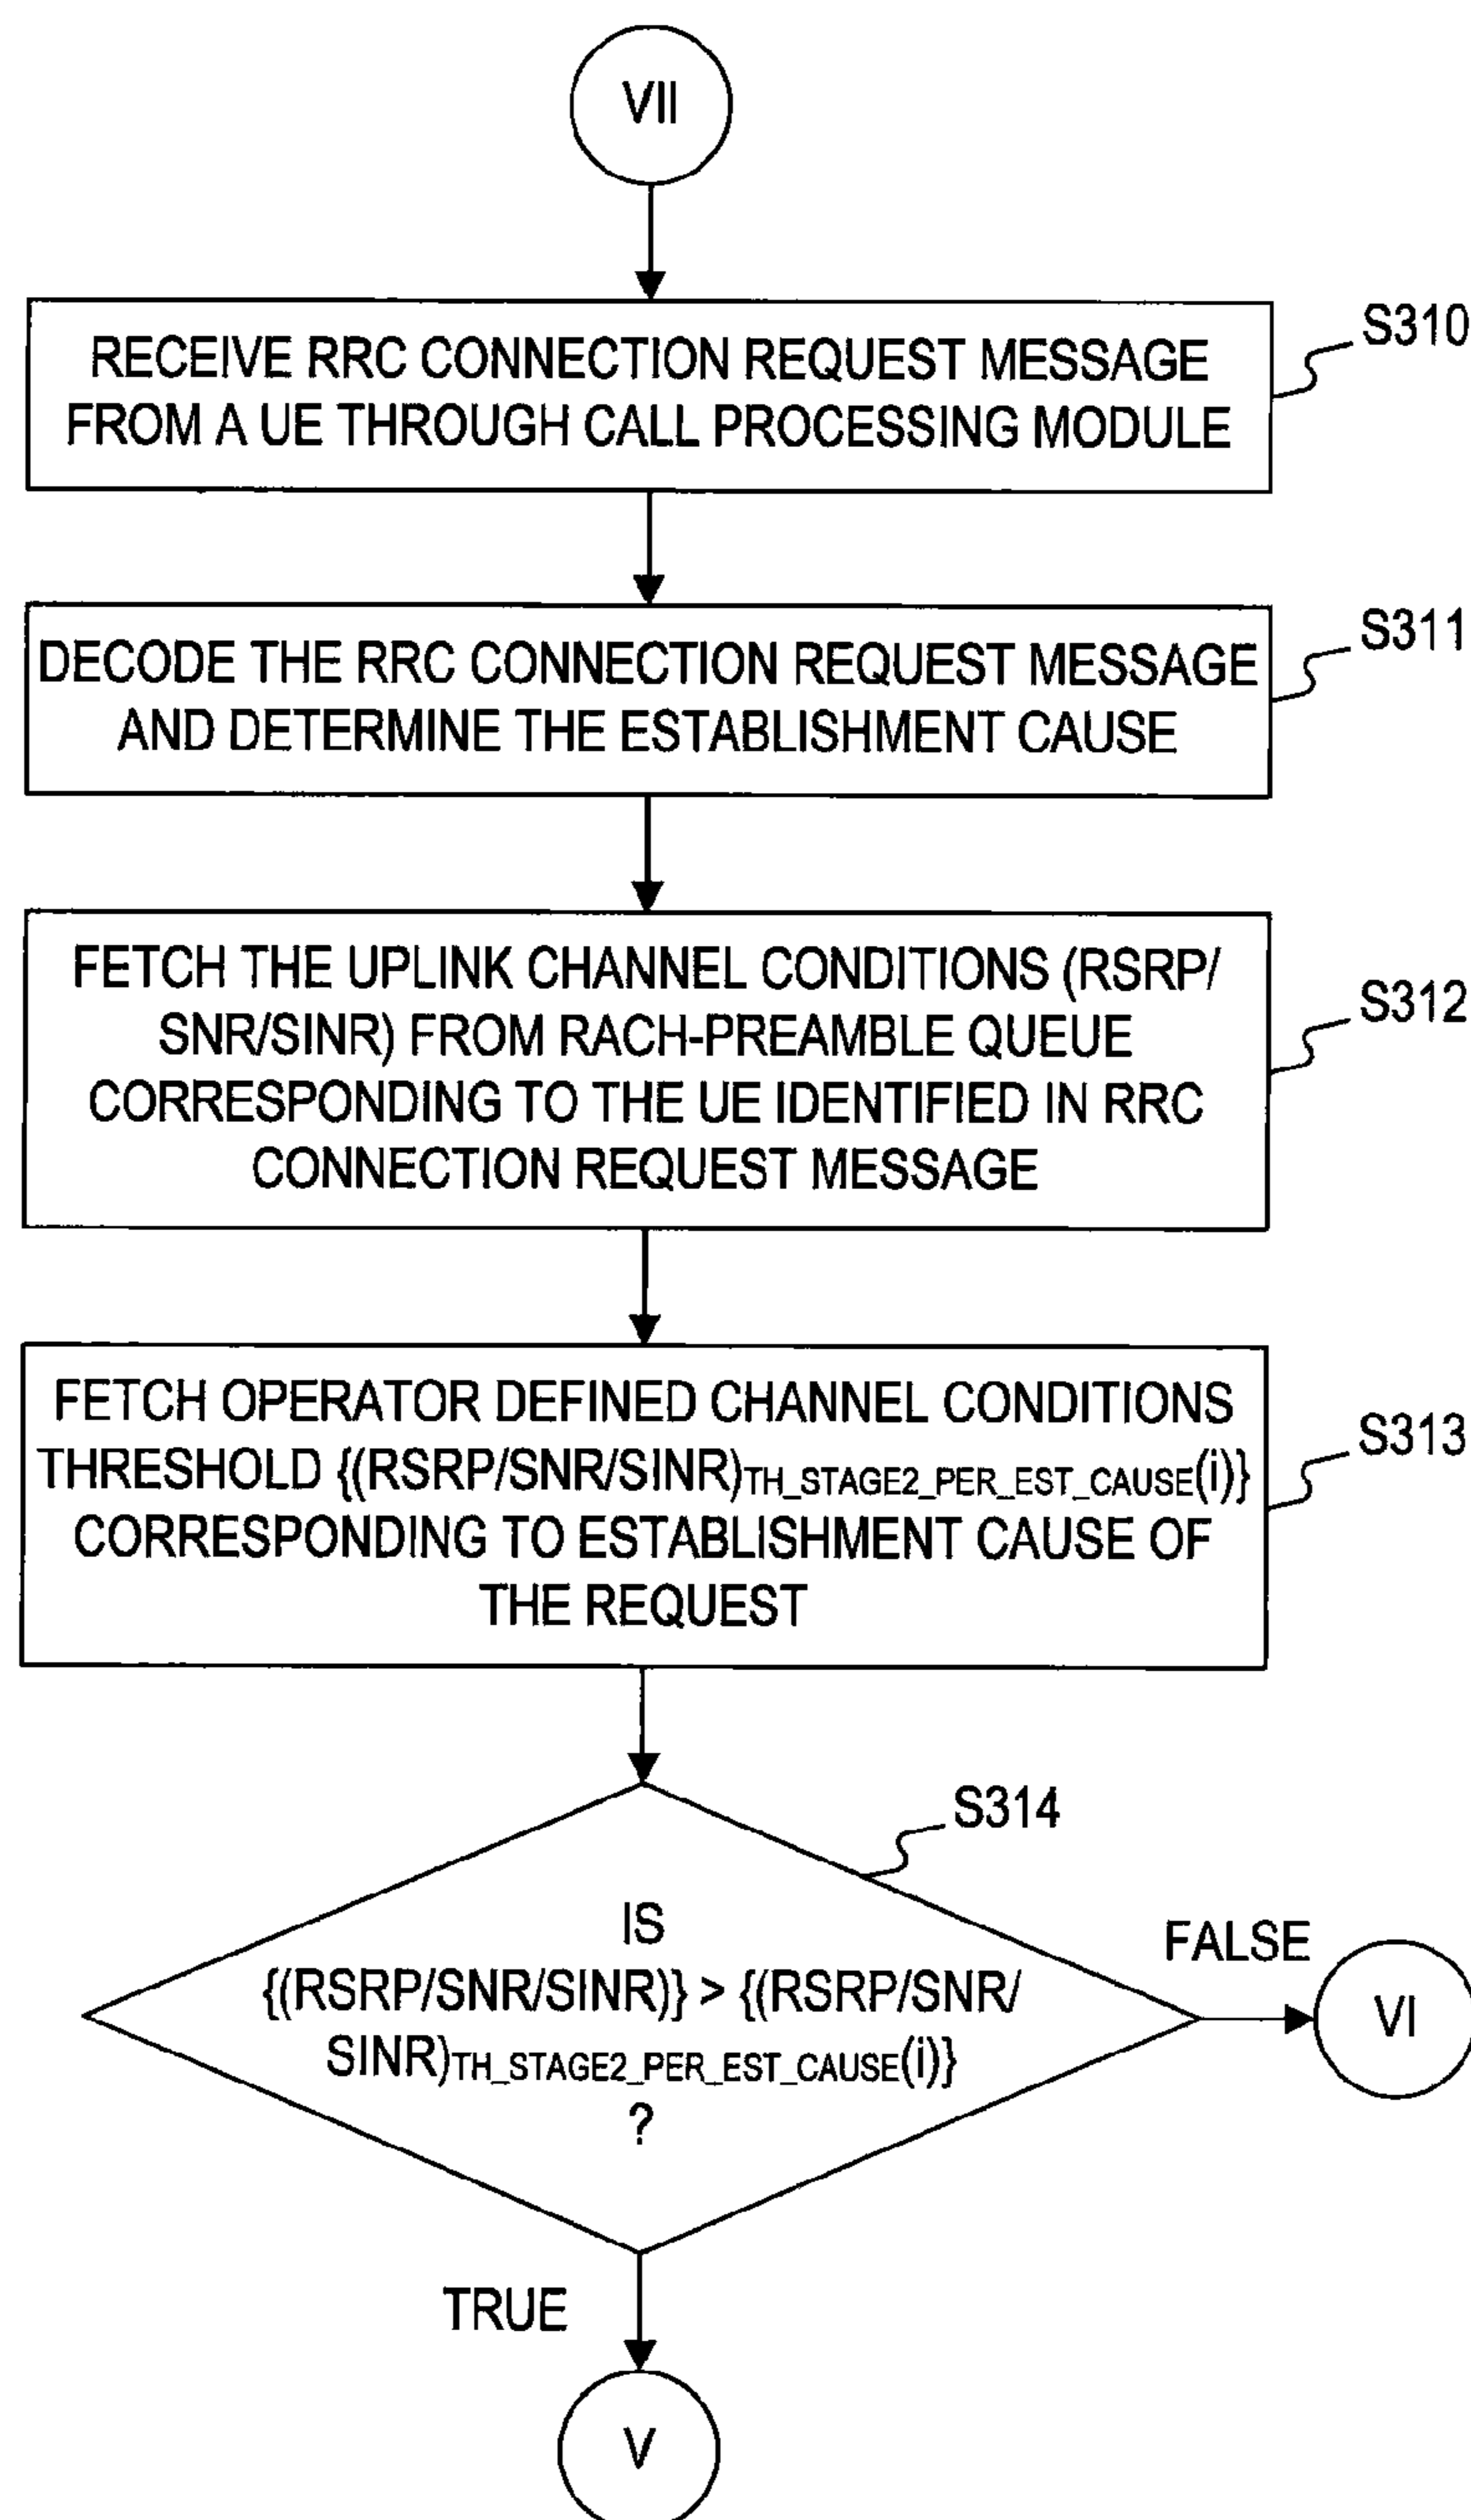 VII
RECEIVE RRC CONNECTION REQUEST MESSAGE
FROM A UE THROUGH CALL PROCESSING MODULE
S310
DECODE THE RRC CONNECTION REQUEST MESSAGE
AND DETERMINE THE ESTABLISHMENT CAUSE
S311
FETCH THE UPLINK CHANNEL CONDITIONS (RSRP/
SNR/SINR) FROM RACH-PREAMBLE QUEUE
CORRESPONDING TO THE UE IDENTIFIED IN RRC
CONNECTION REQUEST MESSAGE
S312
FETCH OPERATOR DEFINED CHANNEL CONDITIONS
THRESHOLD {(RSRP/SNR/SINR)TH_STAGE2_PER_EST_CAUSE(i)}
CORRESPONDING TO ESTABLISHMENT CAUSE OF
THE REQUEST
S313
S314
IS
{(RSRP/SNR/SINR)} > {(RSRP/SNR/
SINR)TH_STAGE2_PER_EST_CAUSE(i)}
?
FALSE
VI
TRUE
V